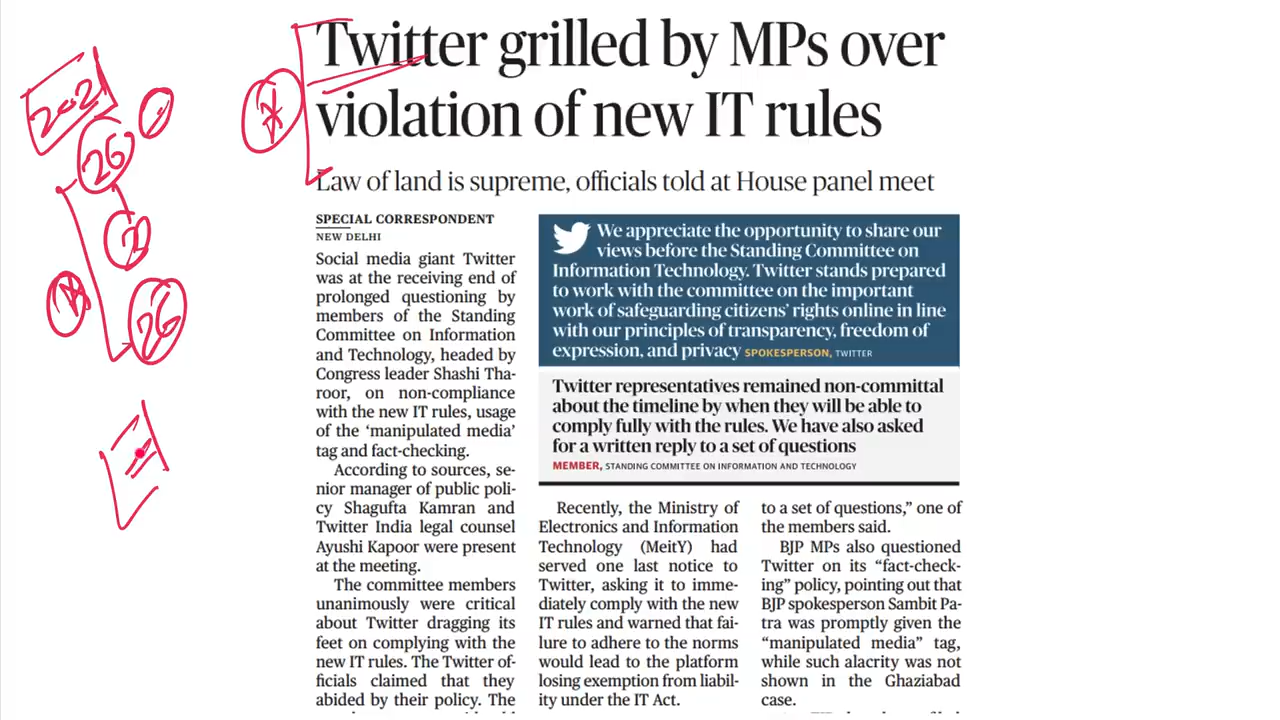 2021
26
2
26
Twitter grilled by MPs over
violation of new IT rules
Law of land is supreme, officials told at House panel meet
SPECIAL CORRESPONDENT
NEW DELHI
Social media giant Twitter
was at the receiving end of
prolonged questioning by
members of the Standing
Committee on Information
and Technology, headed by
Congress leader Shashi Tha-
roor, on non-compliance
with the new IT rules, usage
of the ‘manipulated media’
tag and fact-checking.
According to sources, se-
nior manager of public poli-
cy Shagufta Kamran and
Twitter India legal counsel
Ayushi Kapoor were present
at the meeting.
The committee members
unanimously were critical
about Twitter dragging its
feet on complying with the
new IT rules. The Twitter of-
ficials claimed that they
abided by their policy. The
We appreciate the opportunity to share our
views before the Standing Committee on
Information Technology. Twitter stands prepared
to work with the committee on the important
work of safeguarding citizens’ rights online in line
with our principles of transparency, freedom of
expression, and privacy SPOKESPERSON, TWITTER
Twitter representatives remained non-committal
about the timeline by when they will be able to
comply fully with the rules. We have also asked
for a written reply to a set of questions
MEMBER, STANDING COMMITTEE ON INFORMATION AND TECHNOLOGY
Recently, the Ministry of
Electronics and Information
Technology (MeitY) had
served one last notice to
Twitter, asking it to imme-
diately comply with the new
IT rules and warned that fai-
lure to adhere to the norms
would lead to the platform
losing exemption from liabil-
ity under the IT Act.
to a set of questions,” one of
the members said.
BJP MPs also questioned
Twitter on its “fact-check-
ing” policy, pointing out that
BJP spokesperson Sambit Pa-
tra was promptly given the
“manipulated media” tag,
while such alacrity was not
shown in the Ghaziabad
case.